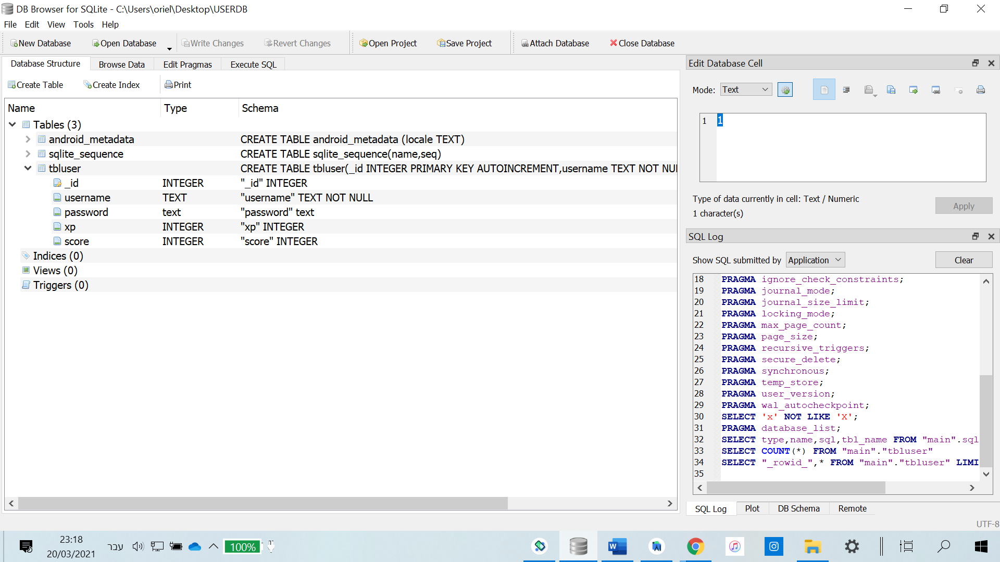 DB Browser for SQLite - C:\Users\oriel\Desktop\USERDB
File Edit View Tools Help
New Database Open Database Write Changes Revert Changes Open Project Save Project Attach Database Close Database
Database Structure Browse Data Edit Pragmas Execute SQL
Create Table Create Index Print
Name Type Schema
Tables (3)
android_metadata CREATE TABLE android_metadata (locale TEXT)
sqlite_sequence CREATE TABLE sqlite_sequence(name,seq)
tbluser CREATE TABLE tbluser(_id INTEGER PRIMARY KEY AUTOINCREMENT,username TEXT NOT NUI
_id INTEGER "_id" INTEGER
username TEXT "username" TEXT NOT NULL
password text "password" text
xp INTEGER "xp" INTEGER
score INTEGER "score" INTEGER
Indices (0)
Views (0)
Triggers (0)
Edit Database Cell
Mode: Text
1 1
Type of data currently in cell: Text / Numeric
1 character(s)
Apply
SQL Log
Show SQL submitted by Application Clear
18 PRAGMA ignore_check_constraints;
19 PRAGMA journal_mode;
20 PRAGMA journal_size_limit;
21 PRAGMA locking_mode;
22 PRAGMA max_page_count;
23 PRAGMA page_size;
24 PRAGMA recursive_triggers;
25 PRAGMA secure_delete;
26 PRAGMA synchronous;
27 PRAGMA temp_store;
28 PRAGMA user_version;
29 PRAGMA wal_autocheckpoint;
30 SELECT 'x' NOT LIKE 'X';
31 PRAGMA database_list;
32 SELECT type,name,sql,tbl_name FROM "main".sql
33 SELECT COUNT(*) FROM "main"."tbluser"
34 SELECT "_rowid_",* FROM "main"."tbluser" LIMI
35
SQL Log Plot DB Schema Remote
UTF-8
23:18
20/03/2021
עבר
100%